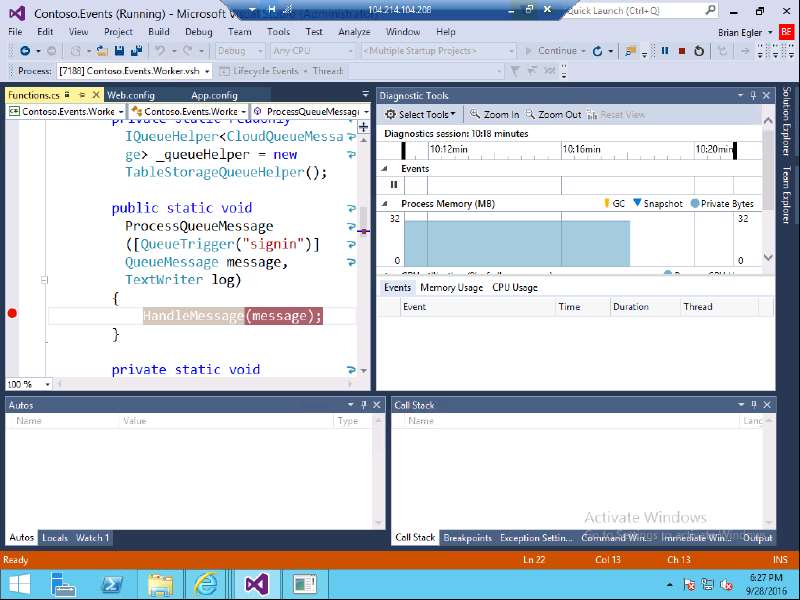 Contoso.Events (Running) - Microsoft Visual Studio (Administrator)
104.214.104.208
Quick Launch (Ctrl+Q)
File Edit View Project Build Debug Team Tools Test Analyze Window Help
Brian Egler BE
Debug Any CPU <Multiple Startup Projects> Continue
Process: [7188] Contoso.Events.Worker.vsh Lifecycle Events Thread:
Functions.cs Web.config App.config
Contoso.Events.Worke Contoso.Events.Worke ProcessQueueMessage(
private static readonly
IQueueHelper<CloudQueueMessa
ge> _queueHelper = new
TableStorageQueueHelper();
public static void
ProcessQueueMessage
([QueueTrigger("signin")]
QueueMessage message,
TextWriter log)
{
HandleMessage(message);
}
private static void
100 %
Diagnostic Tools
Select Tools Zoom In Zoom Out Reset View
Diagnostics session: 10:18 minutes
10:12min 10:16min 10:20min
Events
Process Memory (MB) GC Snapshot Private Bytes
32 32
0 0
Events Memory Usage CPU Usage
Event Time Duration Thread
Solution Explorer
Team Explorer
Autos
Name Value Type
Autos Locals Watch 1
Call Stack
Name Lang
Activate Windows
Call Stack Breakpoints Exception Settin... Command Win... Immediate Win... Output
Ready Ln 22 Col 13 Ch 13 INS
6:27 PM
9/28/2016